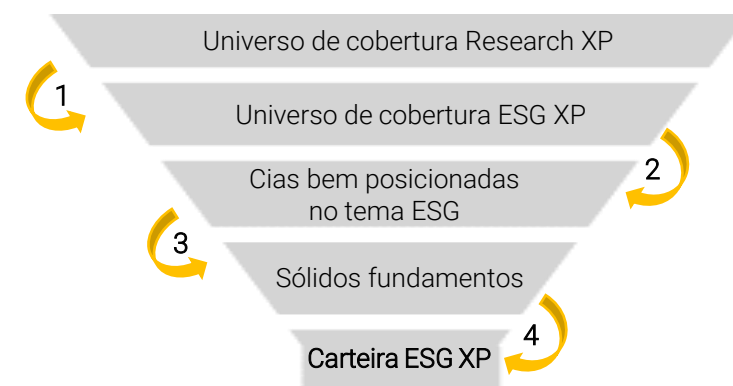 Universo de cobertura Research XP
1
Universo de cobertura ESG XP
2
Cias bem posicionadas
no tema ESG
3
Sólidos fundamentos
4
Carteira ESG XP